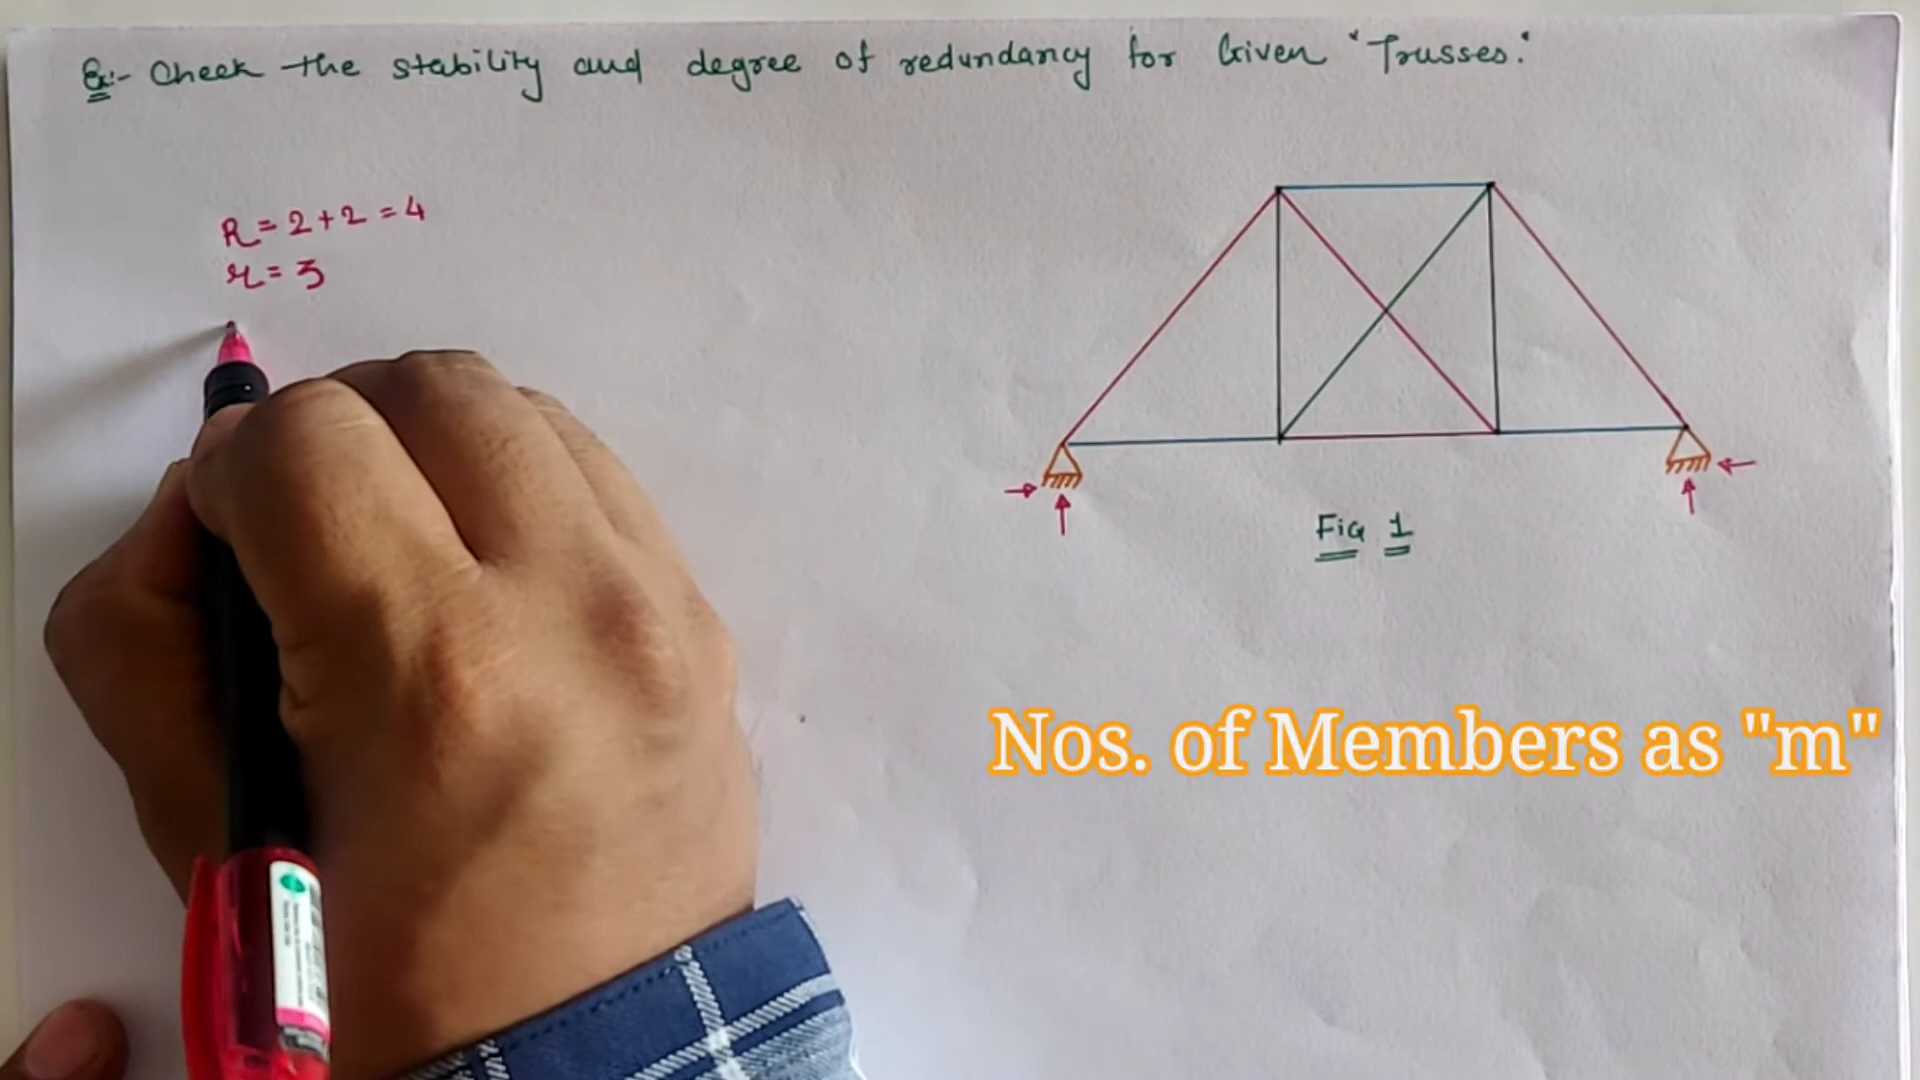 Ex:- Check the stability and degree of redundancy for Given "Trusses."
R = 2 + 2 = 4
r = 3
Fig 1
Nos. of Members as "m"